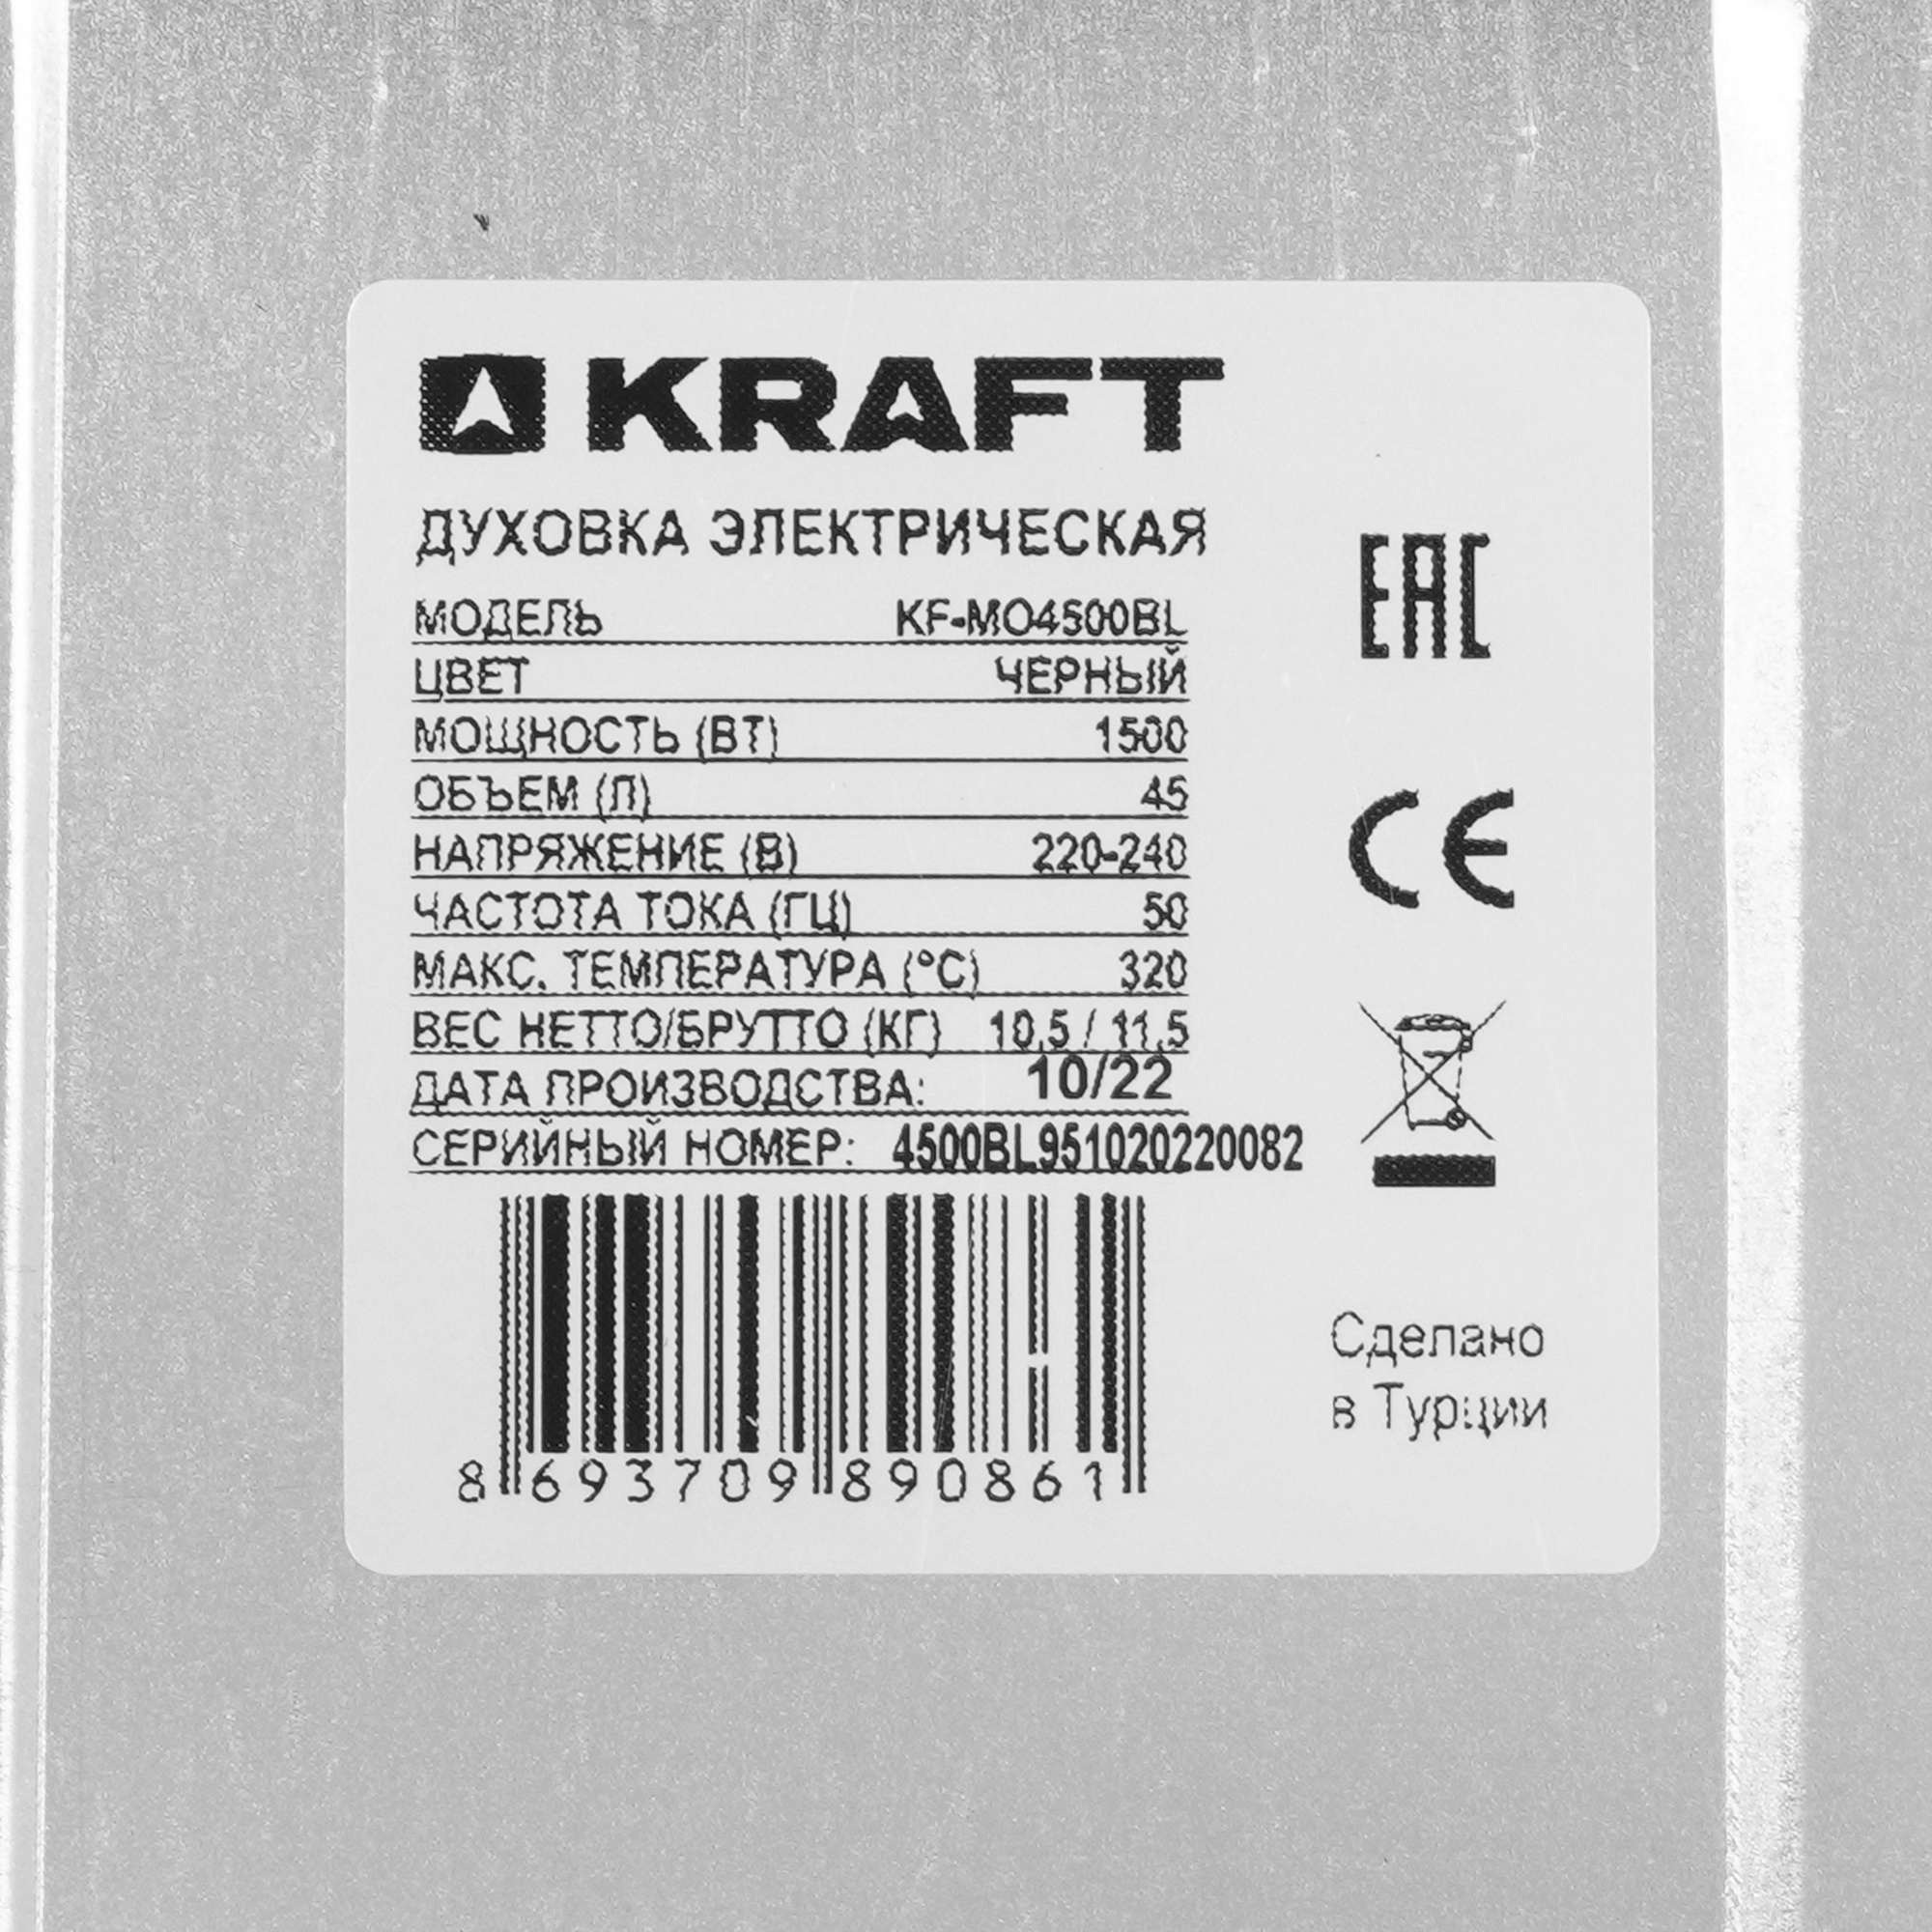 KRAFT
ДУХОВКА ЭЛЕКТРИЧЕСКАЯ
МОДЕЛЬ KF-MO4500BL
ЦВЕТ ЧЕРНЫЙ
МОЩНОСТЬ (ВТ) 1500
ОБЪЕМ (Л) 45
НАПРЯЖЕНИЕ (В) 220-240
ЧАСТОТА ТОКА (ГЦ) 50
МАКС. ТЕМПЕРАТУРА (°C) 320
ВЕС НЕТТО/БРУТТО (КГ) 10,5 / 11,5
ДАТА ПРОИЗВОДСТВА: 10/22
СЕРИЙНЫЙ НОМЕР: 4500BL951020220082
8 693709 890861
EAC
CE
Сделано
в Турции